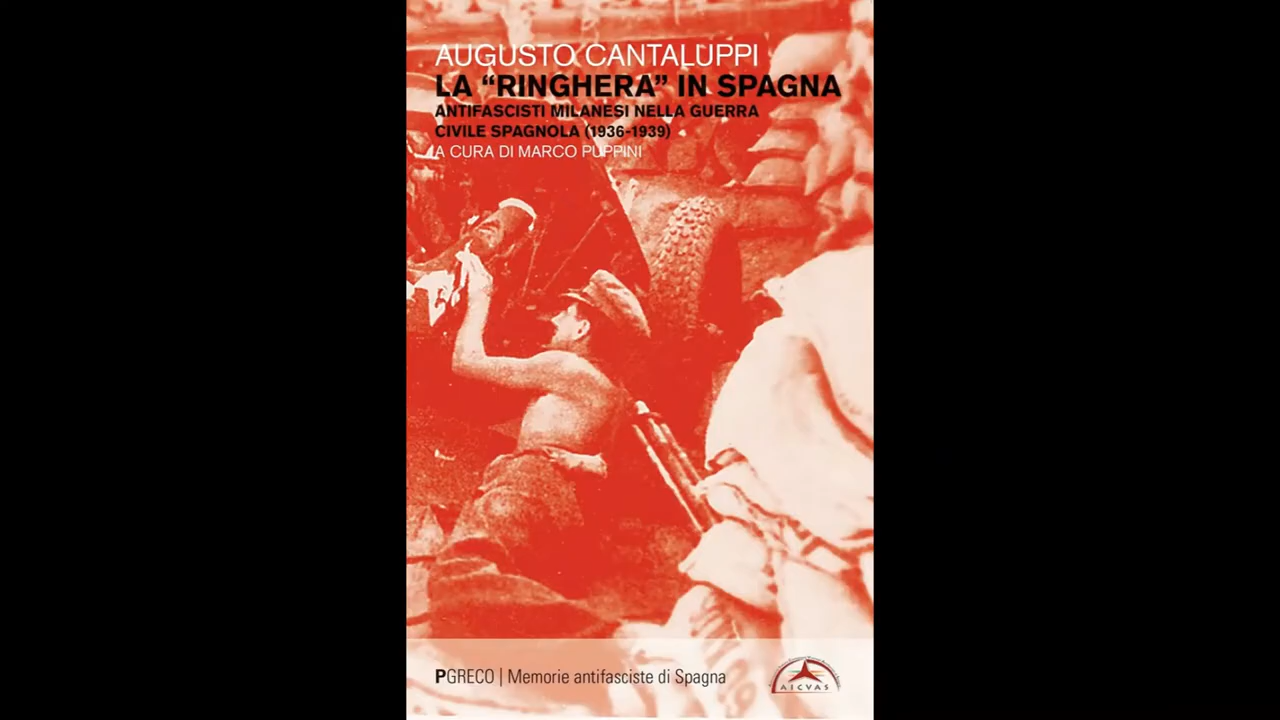 AUGUSTO CANTALUPPI
LA “RINGHERA” IN SPAGNA
ANTIFASCISTI MILANESI NELLA GUERRA
CIVILE SPAGNOLA (1936-1939)
A CURA DI MARCO PUPPINI
PGRECO | Memorie antifasciste di Spagna
AICVAS